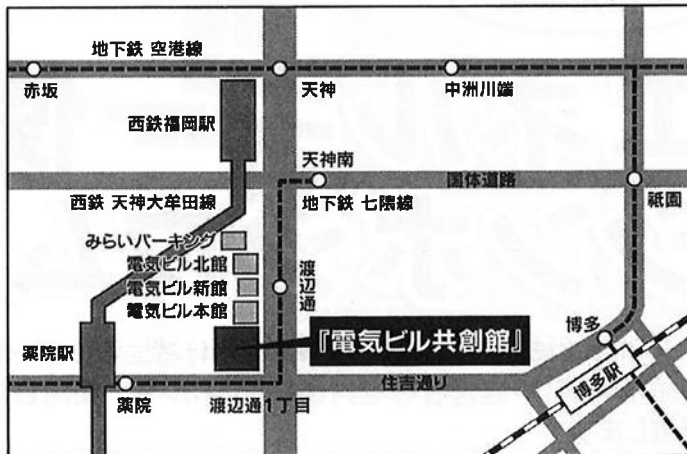 地下鉄 空港線
赤坂
天神
中洲川端
西鉄福岡駅
天神南
国体道路
西鉄 天神大牟田線
地下鉄 七隈線
祇園
みらいパーキング
電気ビル北館
渡辺通
電気ビル新館
電気ビル本館
『電気ビル共創館』
博多
薬院駅
博多駅
薬院
渡辺通1丁目
住吉通り